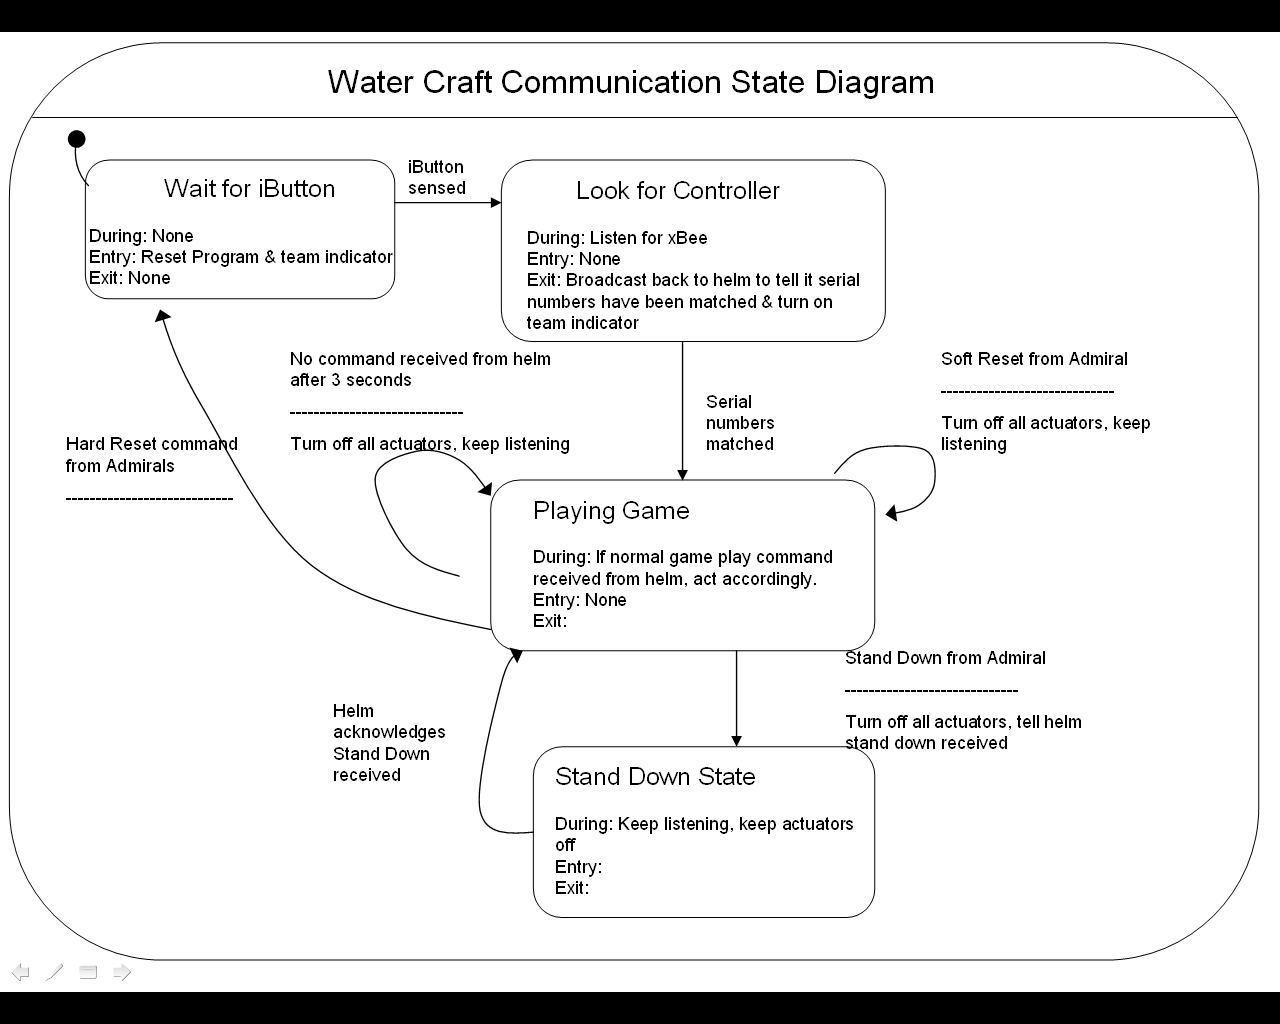 Water Craft Communication State Diagram
Wait for iButton
During: None
Entry: Reset Program & team indicator
Exit: None
iButton
sensed
Look for Controller
During: Listen for xBee
Entry: None
Exit: Broadcast back to helm to tell it serial
numbers have been matched & turn on
team indicator
No command received from helm
after 3 seconds
-----------------------------
Turn off all actuators, keep listening
Serial
numbers
matched
Soft Reset from Admiral
-----------------------------
Turn off all actuators, keep
listening
Hard Reset command
from Admirals
----------------------------
Playing Game
During: If normal game play command
received from helm, act accordingly.
Entry: None
Exit:
Stand Down from Admiral
-----------------------------
Turn off all actuators, tell helm
stand down received
Helm
acknowledges
Stand Down
received
Stand Down State
During: Keep listening, keep actuators
off
Entry:
Exit: